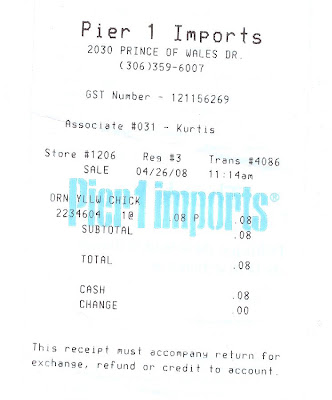 Pier 1 Imports
2030 PRINCE OF WALES DR.
(306)359-6007
GST Number - 121156269
Associate #031 - Kurtis
Store #1206 Reg #3 Trans #4086
SALE 04/26/08 11:14am
Pier 1 imports®
ORN YLLW CHICK
2234604 1@ .08 P .08
SUBTOTAL .08
TOTAL .08
CASH .08
CHANGE .00
This receipt must accompany return for
exchange, refund or credit to account.